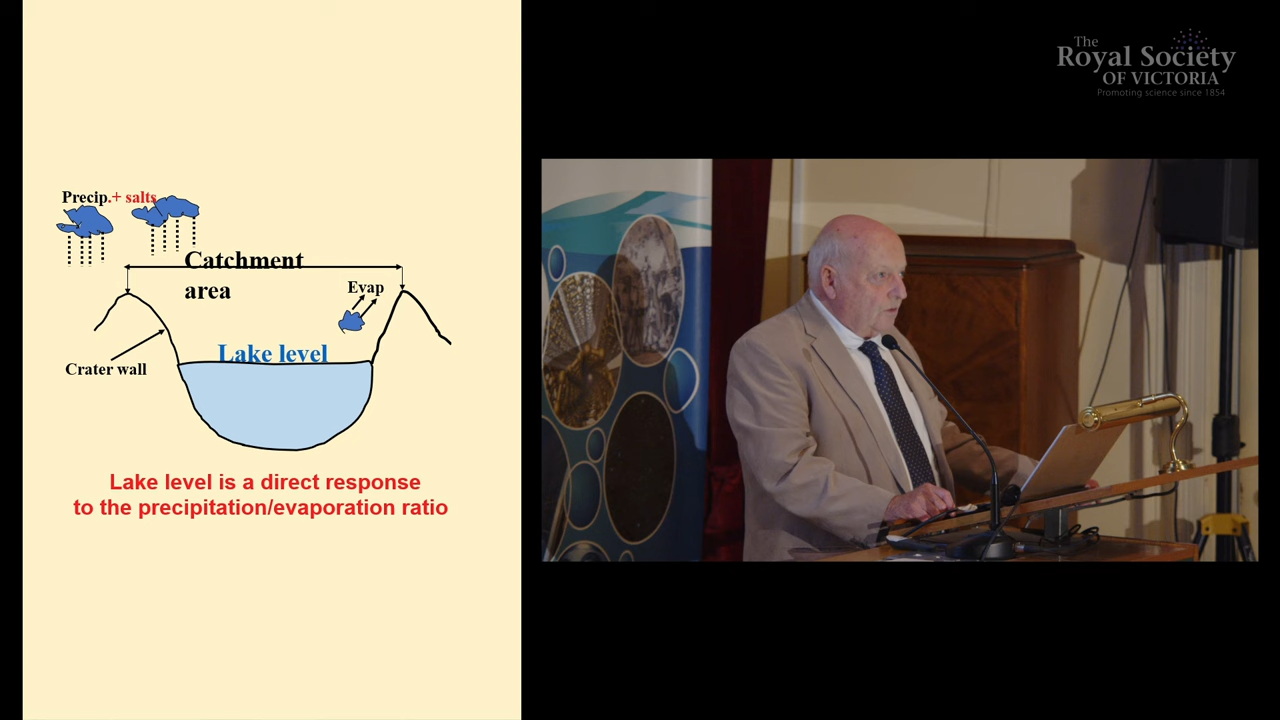 Precip.+ salts
Catchment
area
Evap
Lake level
Crater wall
Lake level is a direct response
to the precipitation/evaporation ratio
The
Royal Society
OF VICTORIA
Promoting science since 1854